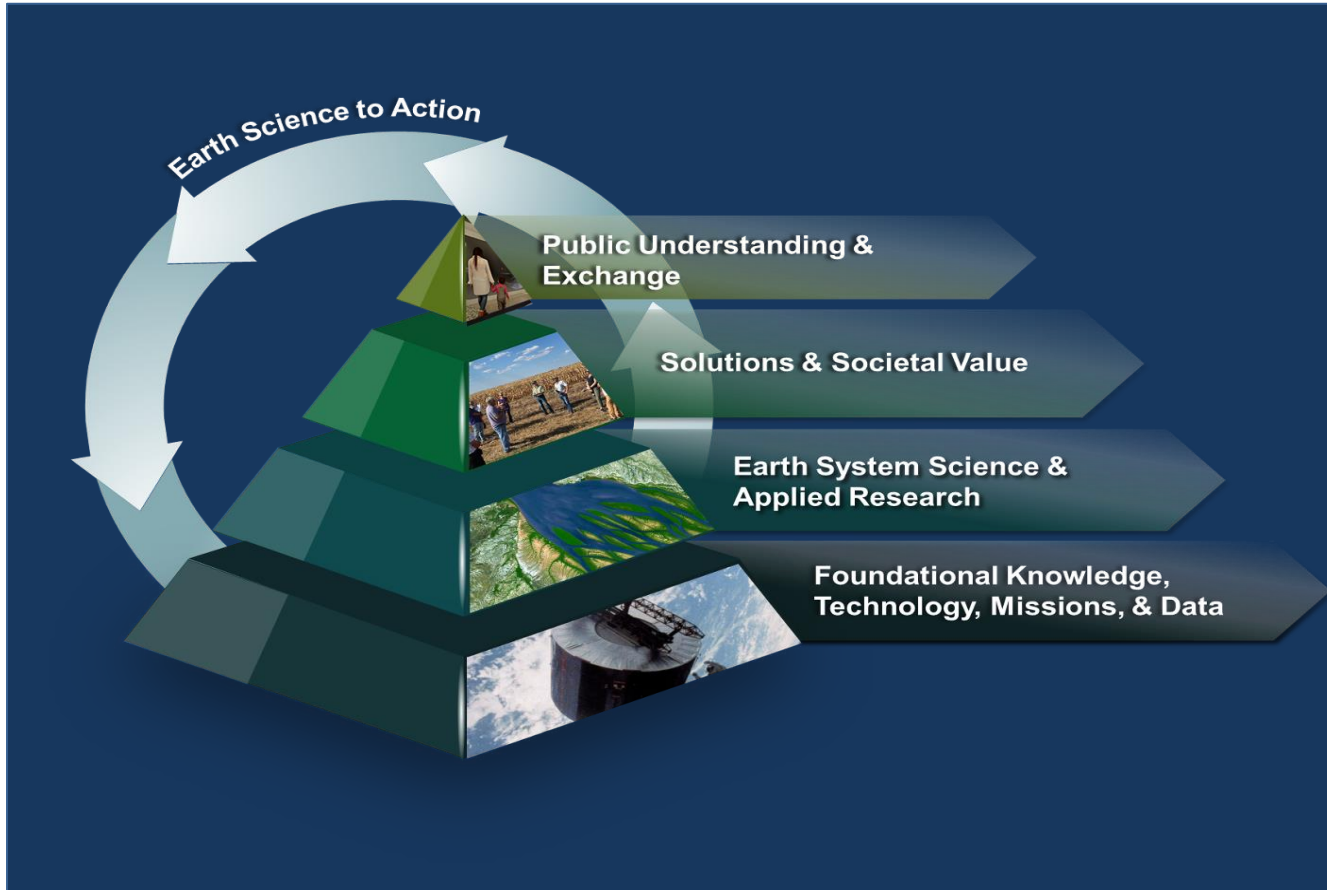 Earth Science to Action
Public Understanding &
Exchange
Solutions & Societal Value
Earth System Science &
Applied Research
Foundational Knowledge,
Technology, Missions, & Data